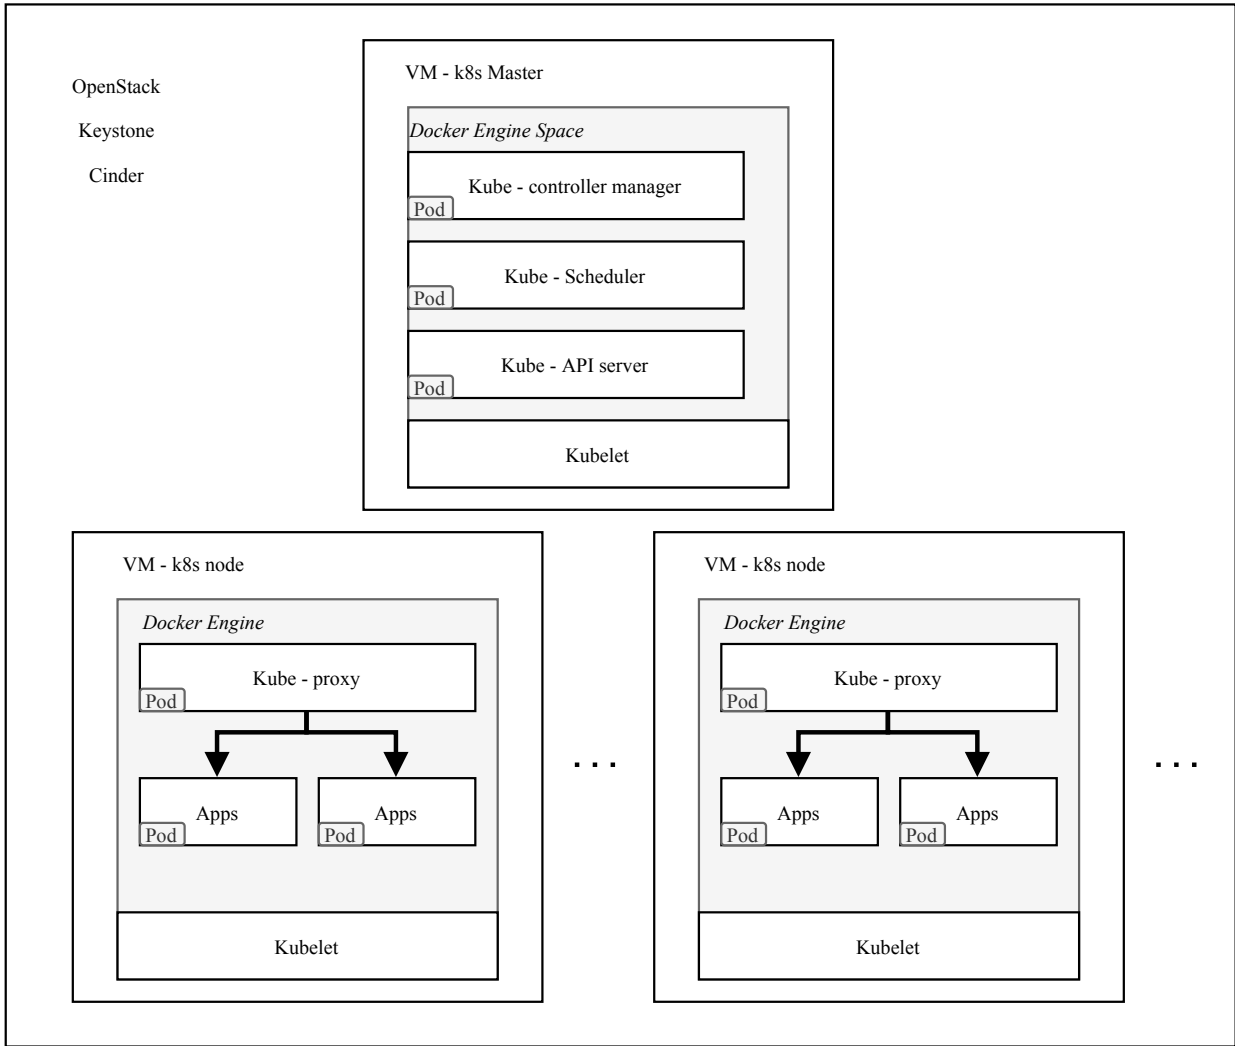 OpenStack
Keystone
Cinder
VM - k8s Master
Docker Engine Space
Kube - controller manager
Pod
Kube - Scheduler
Pod
Kube - API server
Pod
Kubelet
VM - k8s node
Docker Engine
Kube - proxy
Pod
Apps
Pod
Apps
Pod
Kubelet
. . .
VM - k8s node
Docker Engine
Kube - proxy
Pod
Apps
Pod
Apps
Pod
Kubelet
. . .